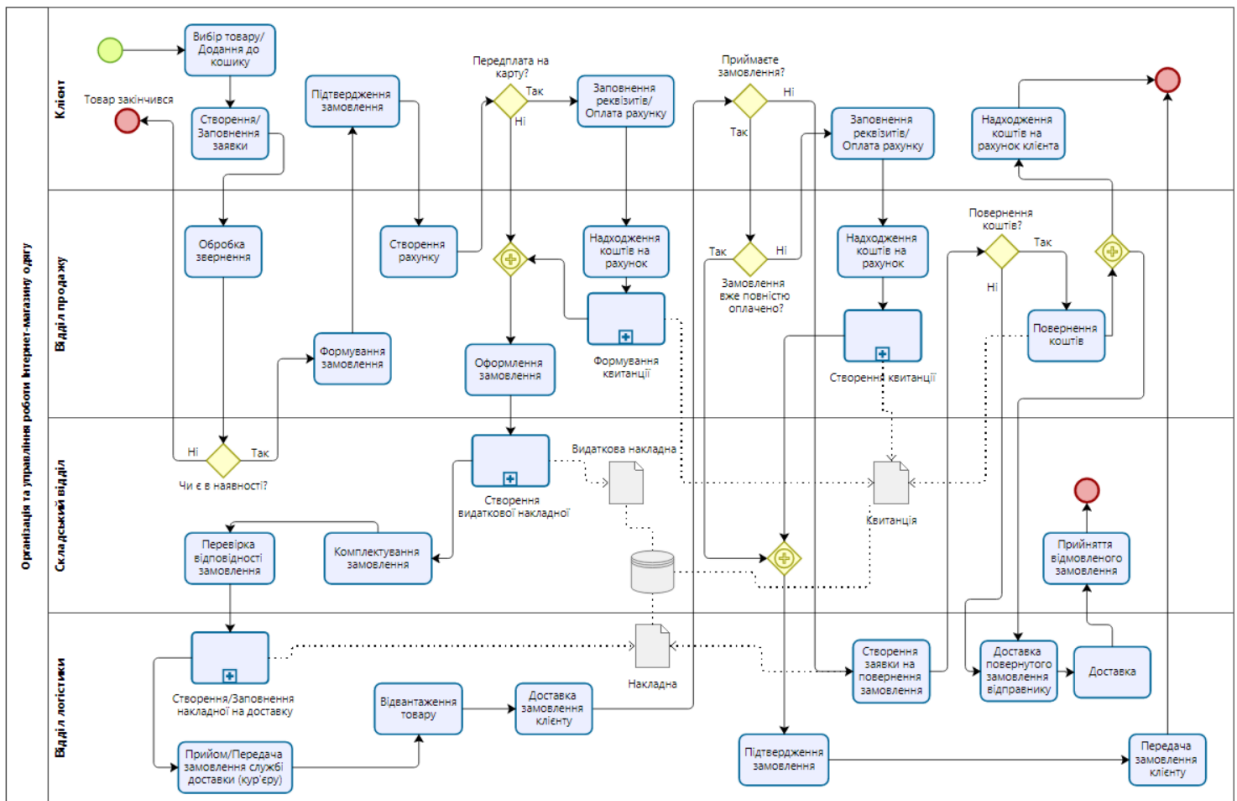 Організація та управління роботи Інтернет-магазину одягу
Клієнт
Вибір товару/
Додання до
кошику
Товар закінчився
Створення/
Заповнення
заявки
Підтвердження
замовлення
Передплата на
карту?
Так
Ні
Заповнення
реквізитів/
Оплата рахунку
Приймаєте
замовлення?
Ні
Так
Заповнення
реквізитів/
Оплата рахунку
Надходження
коштів на
рахунок клієнта
Відділ продажу
Обробка
звернення
Створення
рахунку
Надходження
коштів на
рахунок
Формування
квитанції
Формування
замовлення
Оформлення
замовлення
Так
Ні
Замовлення
вже повністю
оплачено?
Надходження
коштів на
рахунок
Створення квитанції
Повернення
коштів?
Так
Ні
Повернення
коштів
Складський відділ
Ні
Так
Чи є в наявності?
Видаткова накладна
Створення
видаткової накладної
Квитанція
Перевірка
відповідності
замовлення
Комплектування
замовлення
Прийняття
відмовленого
замовлення
Відділ логістики
Створення/Заповнення
накладної на доставку
Накладна
Відвантаження
товару
Доставка
замовлення
клієнту
Створення
заявки на
повернення
замовлення
Доставка
повернутого
замовлення
відправнику
Доставка
Прийом/Передача
замовлення службі
доставки (кур'єру)
Підтвердження
замовлення
Передача
замовлення
клієнту